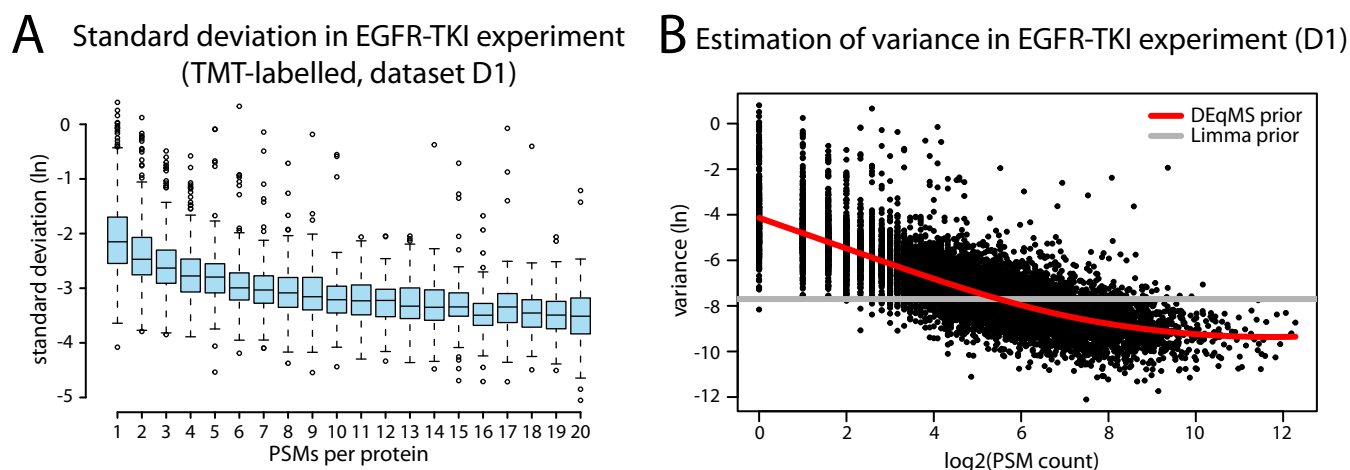 A Standard deviation in EGFR-TKI experiment
(TMT-labelled, dataset D1)
standard deviation (ln)
0
-1
-2
-3
-4
-5
1 2 3 4 5 6 7 8 9 10 11 12 13 14 15 16 17 18 19 20
PSMs per protein
B Estimation of variance in EGFR-TKI experiment (D1)
DEqMS prior
Limma prior
variance (ln)
0
-2
-4
-6
-8
-10
-12
0 2 4 6 8 10 12
log2(PSM count)